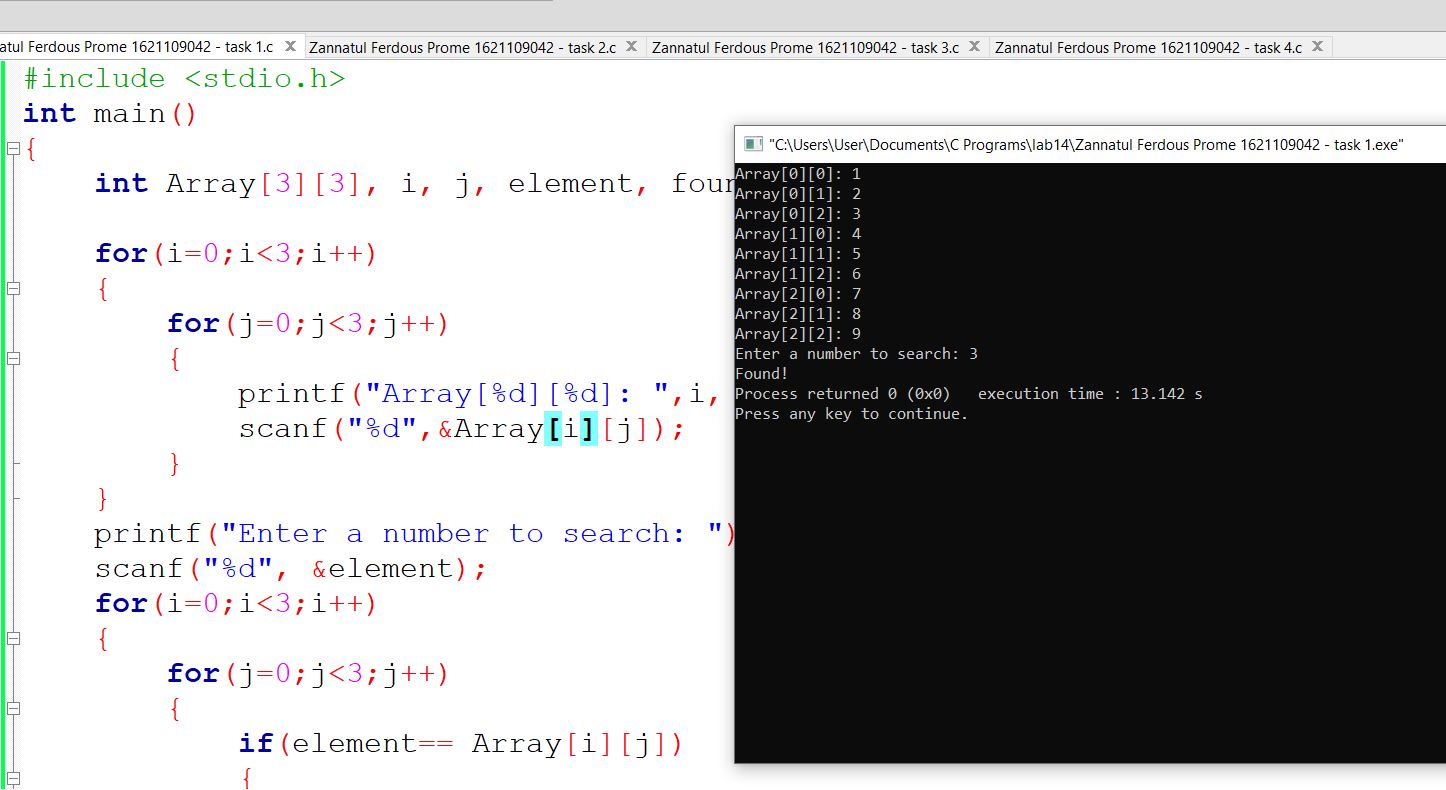 atul Ferdous Prome 1621109042 - task 1.c Zannatul Ferdous Prome 1621109042 - task 2.c Zannatul Ferdous Prome 1621109042 - task 3.c Zannatul Ferdous Prome 1621109042 - task 4.c
#include <stdio.h>
int main()
{
int Array[3][3], i, j, element, foun
for(i=0;i<3;i++)
{
for(j=0;j<3;j++)
{
printf("Array[%d][%d]: ",i,
scanf("%d",&Array[i][j]);
}
}
printf("Enter a number to search: ")
scanf("%d", &element);
for(i=0;i<3;i++)
{
for(j=0;j<3;j++)
{
if(element== Array[i][j])
{
"C:\Users\User\Documents\C Programs\lab14\Zannatul Ferdous Prome 1621109042 - task 1.exe"
Array[0][0]: 1
Array[0][1]: 2
Array[0][2]: 3
Array[1][0]: 4
Array[1][1]: 5
Array[1][2]: 6
Array[2][0]: 7
Array[2][1]: 8
Array[2][2]: 9
Enter a number to search: 3
Found!
Process returned 0 (0x0)   execution time : 13.142 s
Press any key to continue.